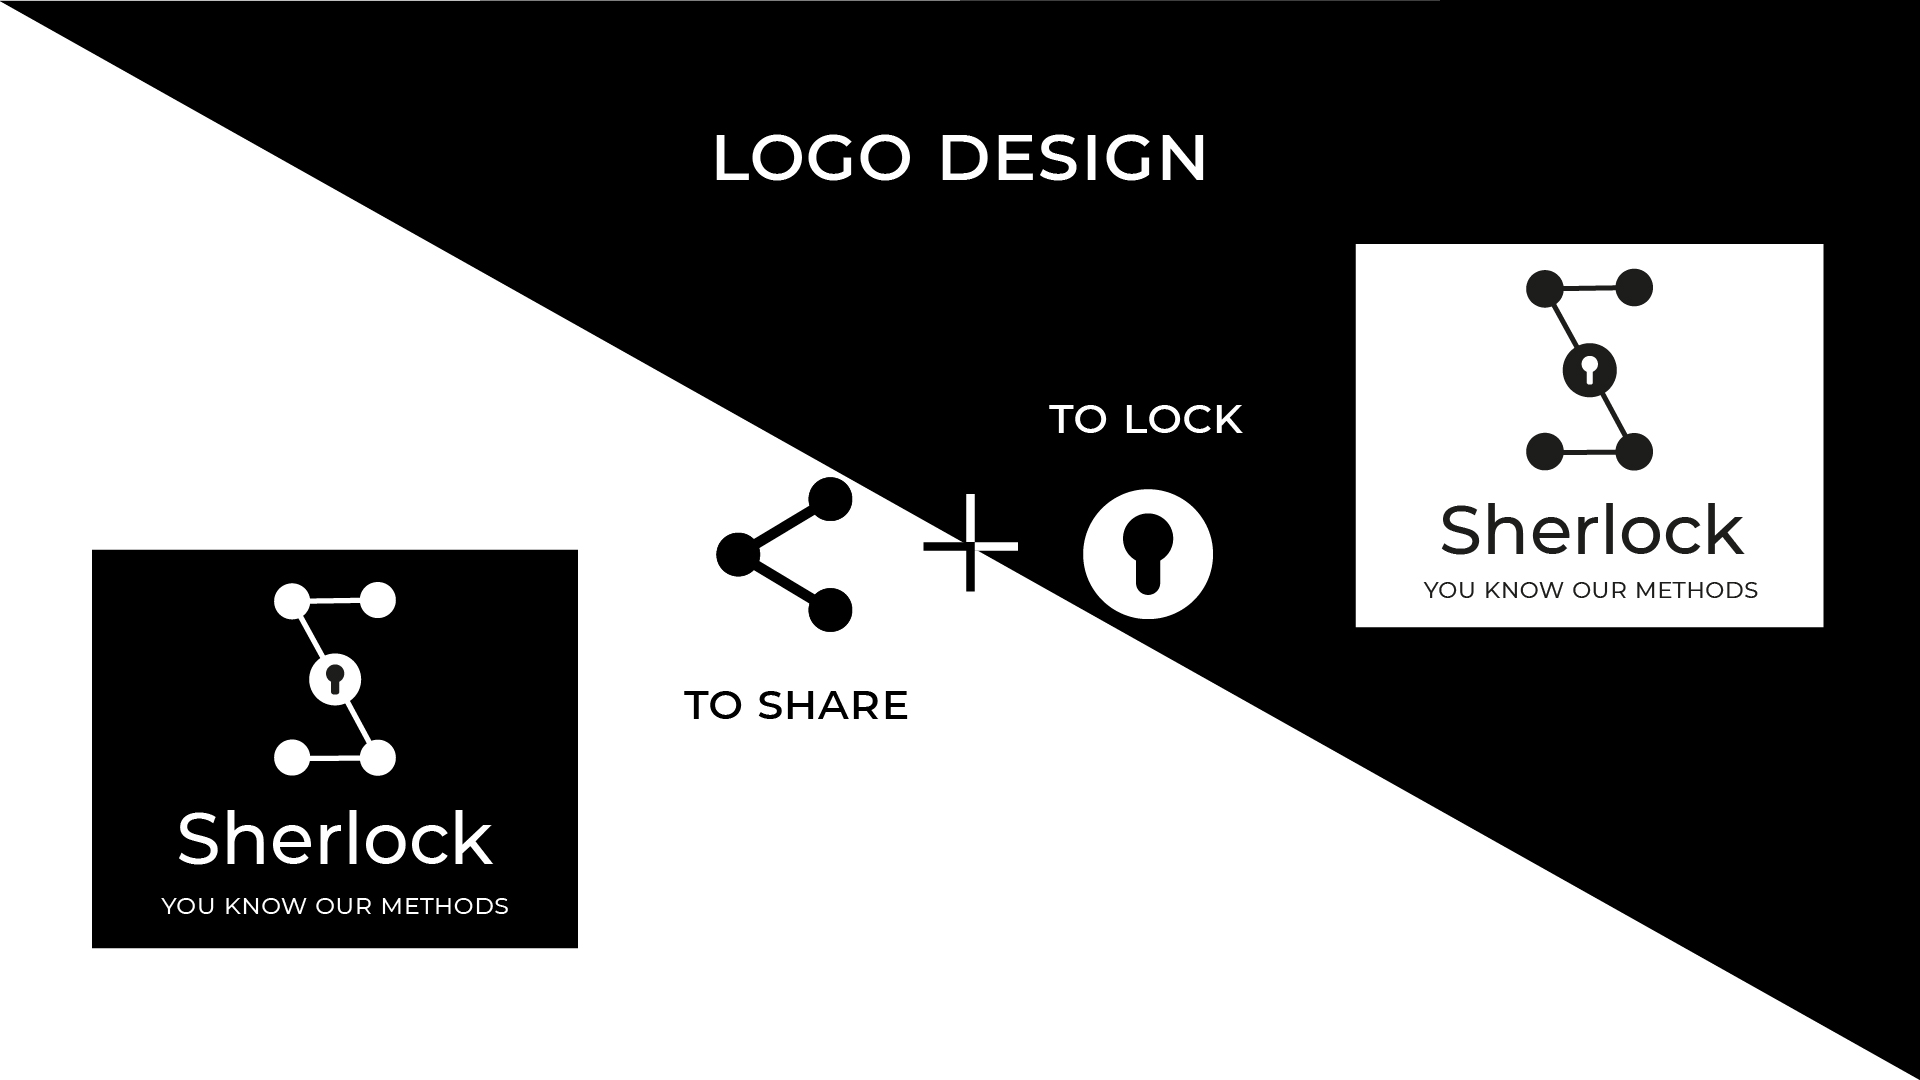 LOGO DESIGN
TO LOCK
TO SHARE
Sherlock
YOU KNOW OUR METHODS
Sherlock
YOU KNOW OUR METHODS